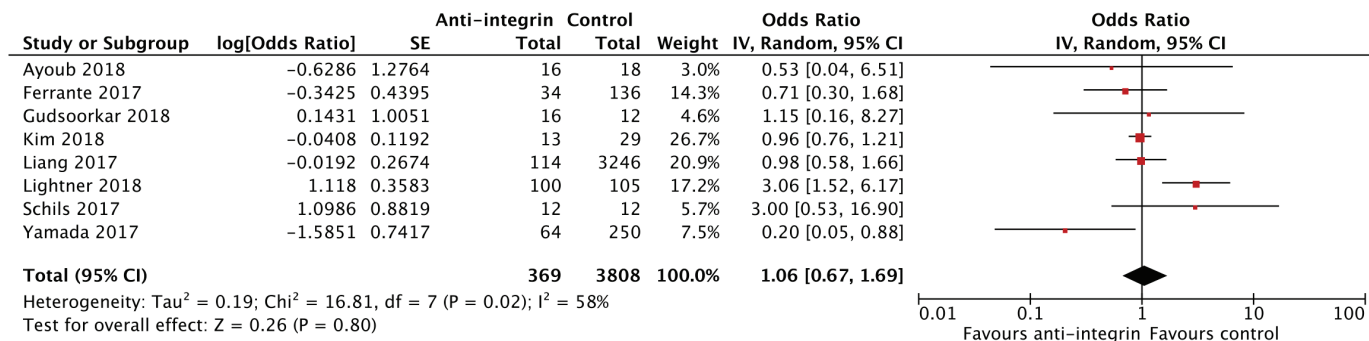 Anti-integrin Control Odds Ratio Odds Ratio
Study or Subgroup log[Odds Ratio] SE Total Total Weight IV, Random, 95% CI IV, Random, 95% CI
Ayoub 2018 −0.6286 1.2764 16 18 3.0% 0.53 [0.04, 6.51]
Ferrante 2017 −0.3425 0.4395 34 136 14.3% 0.71 [0.30, 1.68]
Gudsoorkar 2018 0.1431 1.0051 16 12 4.6% 1.15 [0.16, 8.27]
Kim 2018 −0.0408 0.1192 13 29 26.7% 0.96 [0.76, 1.21]
Liang 2017 −0.0192 0.2674 114 3246 20.9% 0.98 [0.58, 1.66]
Lightner 2018 1.118 0.3583 100 105 17.2% 3.06 [1.52, 6.17]
Schils 2017 1.0986 0.8819 12 12 5.7% 3.00 [0.53, 16.90]
Yamada 2017 −1.5851 0.7417 64 250 7.5% 0.20 [0.05, 0.88]
Total (95% CI) 369 3808 100.0% 1.06 [0.67, 1.69]
Heterogeneity: Tau² = 0.19; Chi² = 16.81, df = 7 (P = 0.02); I² = 58%
Test for overall effect: Z = 0.26 (P = 0.80)
0.01 0.1 1 10 100
Favours anti-integrin Favours control